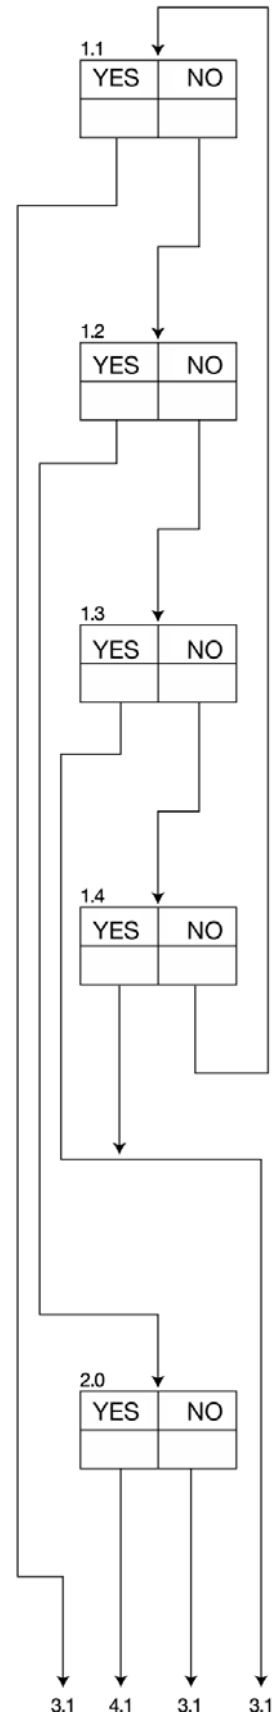 1.1
YES NO
1.2
YES NO
1.3
YES NO
1.4
YES NO
2.0
YES NO
3.1 4.1 3.1 3.1